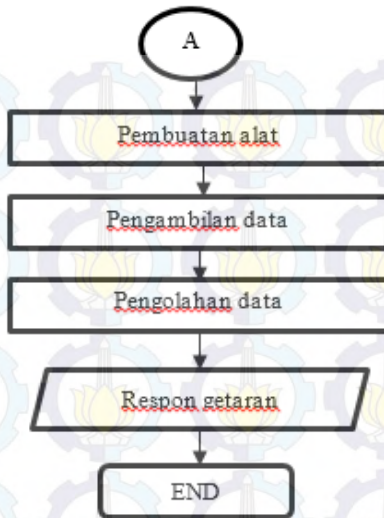 A
Pembuatan alat
Pengambilan data
Pengolahan data
Respon getaran
END